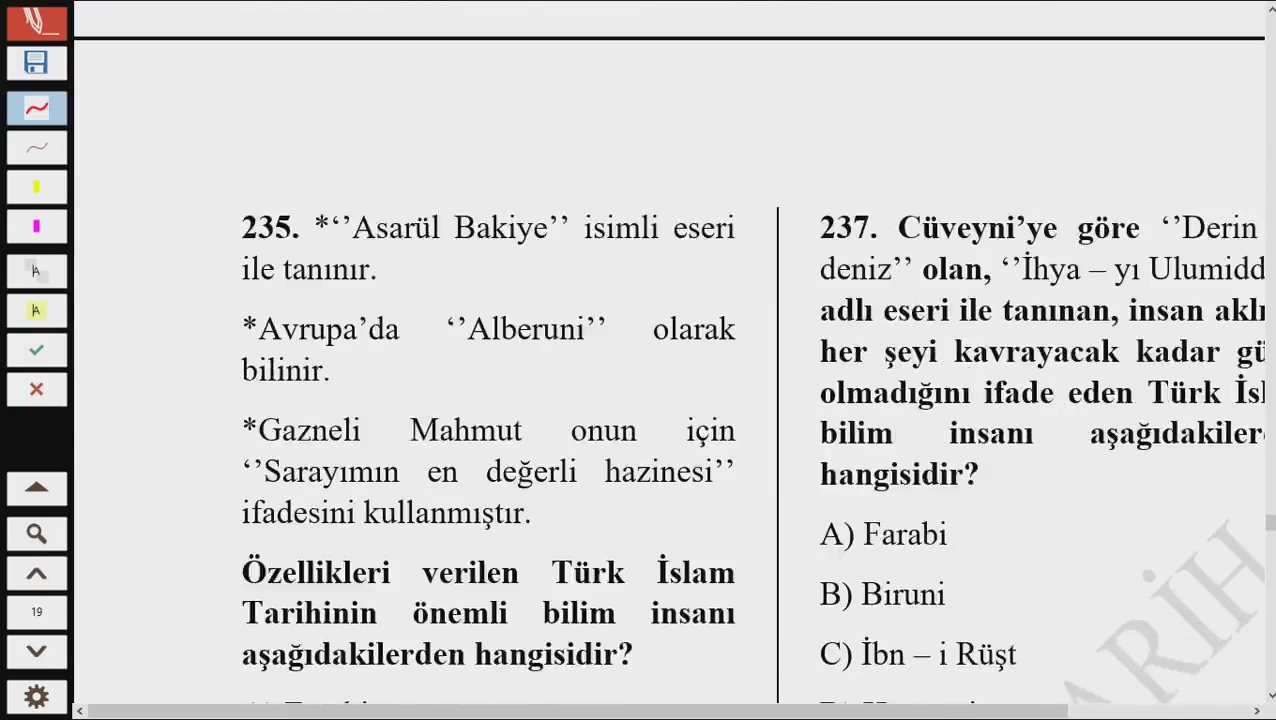 235. *‘’Asarül Bakiye’’ isimli eseri
ile tanınır.
*Avrupa’da ‘’Alberuni’’ olarak
bilinir.
*Gazneli Mahmut onun için
‘’Sarayımın en değerli hazinesi’’
ifadesini kullanmıştır.
Özellikleri verilen Türk İslam
Tarihinin önemli bilim insanı
aşağıdakilerden hangisidir?
237. Cüveyni’ye göre ‘’Derin
deniz’’ olan, ‘’İhya – yı Ulumidd
adlı eseri ile tanınan, insan aklı
her şeyi kavrayacak kadar gü
olmadığını ifade eden Türk İsl
bilim insanı aşağıdakiler
hangisidir?
A) Farabi
B) Biruni
C) İbn – i Rüşt
ARİH
19